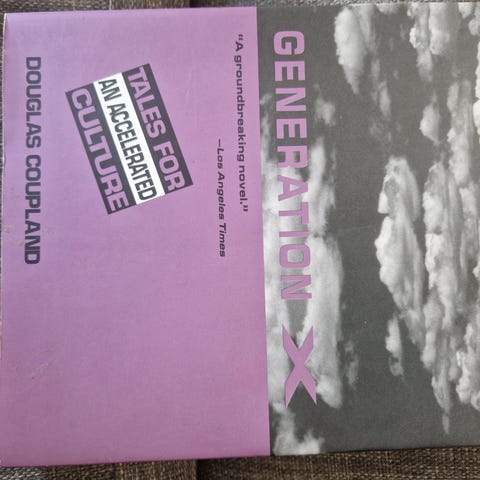 GENERATION X
"A groundbreaking novel."
—Los Angeles Times
TALES FOR
AN ACCELERATED
CULTURE
DOUGLAS COUPLAND